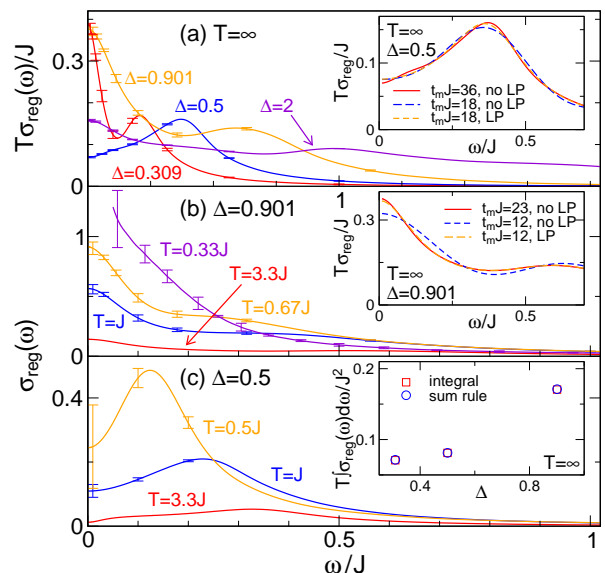 (a) T=∞
Tσreg(ω)/J
0.3
0
Δ=0.901
Δ=0.5
Δ=2
Δ=0.309
T=∞
Δ=0.5
Tσreg/J
0.1
0
tmJ=36, no LP
tmJ=18, no LP
tmJ=18, LP
0 0.5
ω/J
(b) Δ=0.901
σreg(ω)
1
0
T=0.33J
T=3.3J
T=J
T=0.67J
1
Tσreg/J
0.3
0.15
0
tmJ=23, no LP
tmJ=12, no LP
tmJ=12, LP
T=∞
Δ=0.901
0 0.5
ω/J
(c) Δ=0.5
0.4
0
T=0.5J
T=J
T=3.3J
T∫σreg(ω)dω/J2
0.2
0.1
integral
sum rule
T=∞
0.4 0.8
Δ
0 0.5 1
ω/J